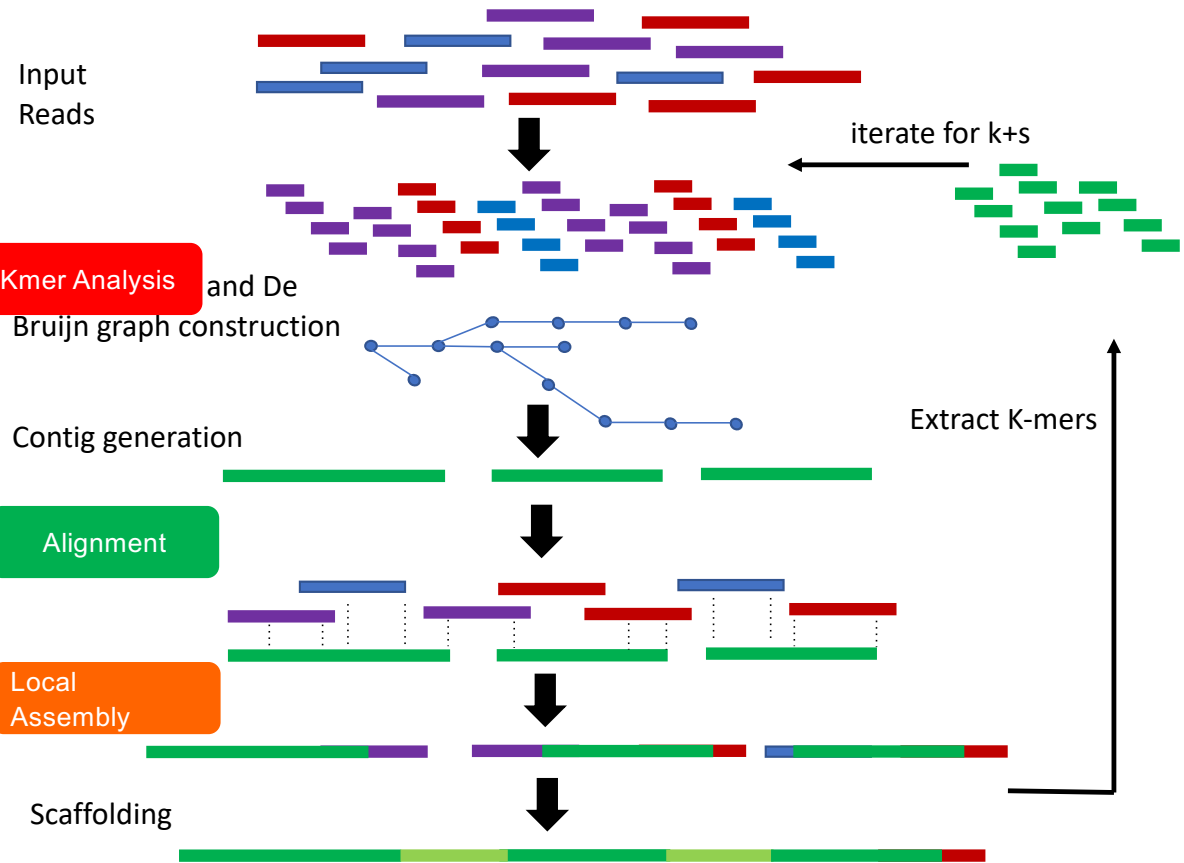 Input
Reads
iterate for k+s
Kmer Analysis and De
Bruijn graph construction
Extract K-mers
Contig generation
Alignment
Local
Assembly
Scaffolding